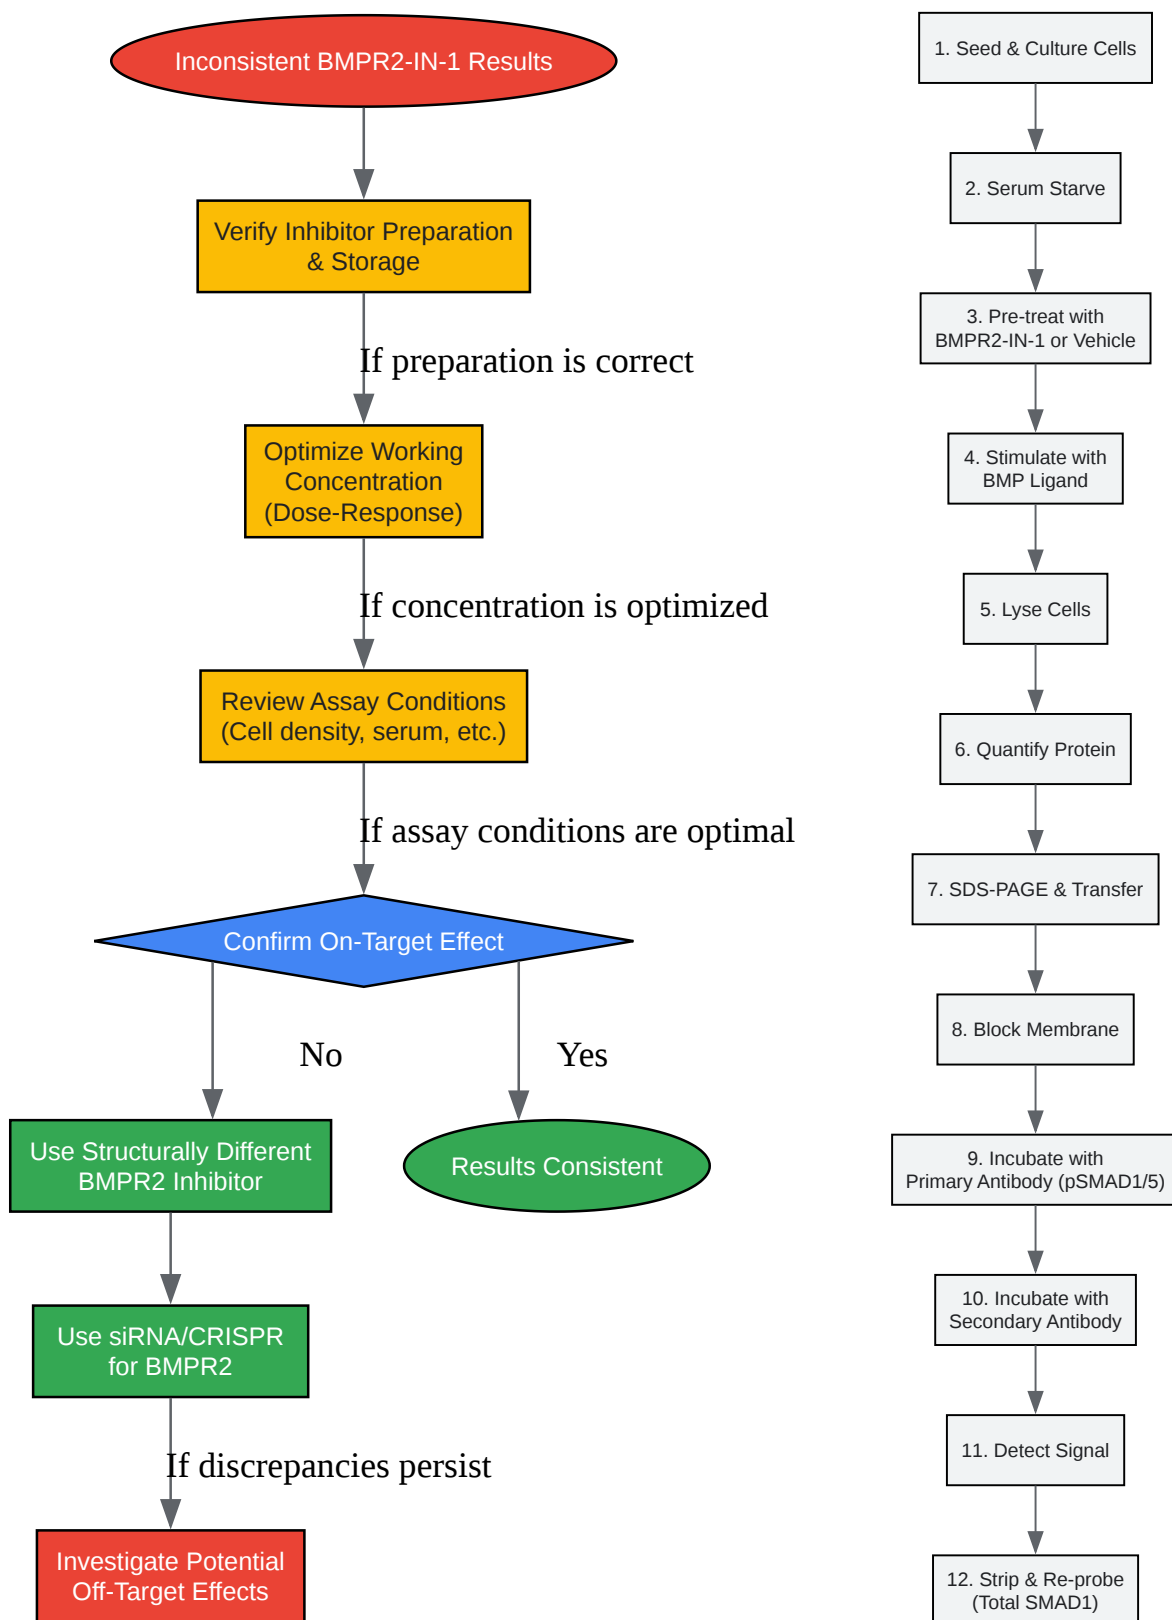 Inconsistent BMPR2-IN-1 Results
Verify Inhibitor Preparation
& Storage
If preparation is correct
Optimize Working
Concentration
(Dose-Response)
If concentration is optimized
Review Assay Conditions
(Cell density, serum, etc.)
If assay conditions are optimal
Confirm On-Target Effect
No
Yes
Use Structurally Different
BMPR2 Inhibitor
Results Consistent
Use siRNA/CRISPR
for BMPR2
If discrepancies persist
Investigate Potential
Off-Target Effects
1. Seed & Culture Cells
2. Serum Starve
3. Pre-treat with
BMPR2-IN-1 or Vehicle
4. Stimulate with
BMP Ligand
5. Lyse Cells
6. Quantify Protein
7. SDS-PAGE & Transfer
8. Block Membrane
9. Incubate with
Primary Antibody (pSMAD1/5)
10. Incubate with
Secondary Antibody
11. Detect Signal
12. Strip & Re-probe
(Total SMAD1)